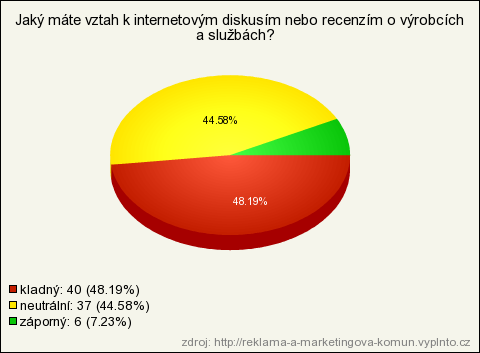 Jaký máte vztah k internetovým diskusím nebo recenzím o výrobcích
a službách?
44.58%
48.19%
kladný: 40 (48.19%)
neutrální: 37 (44.58%)
záporný: 6 (7.23%)
zdroj: http://reklama-a-marketingova-komun.vyplnto.cz